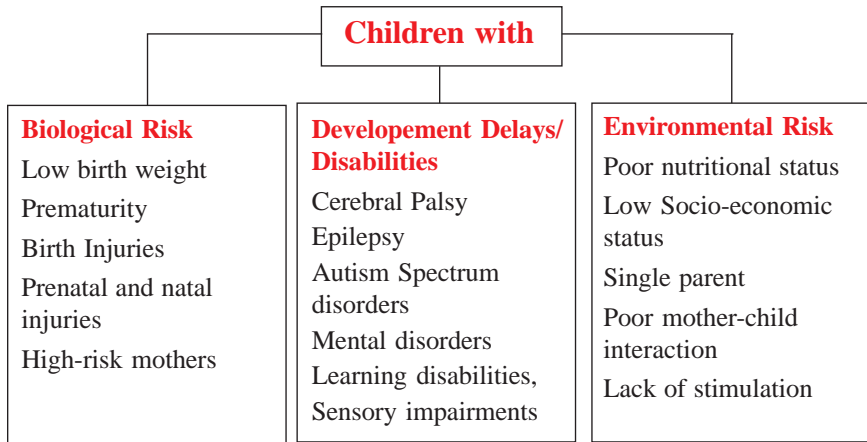 Children with
Biological Risk
Low birth weight
Prematurity
Birth Injuries
Prenatal and natal
injuries
High-risk mothers
Developement Delays/
Disabilities
Cerebral Palsy
Epilepsy
Autism Spectrum
disorders
Mental disorders
Learning disabilities,
Sensory impairments
Environmental Risk
Poor nutritional status
Low Socio-economic
status
Single parent
Poor mother-child
interaction
Lack of stimulation